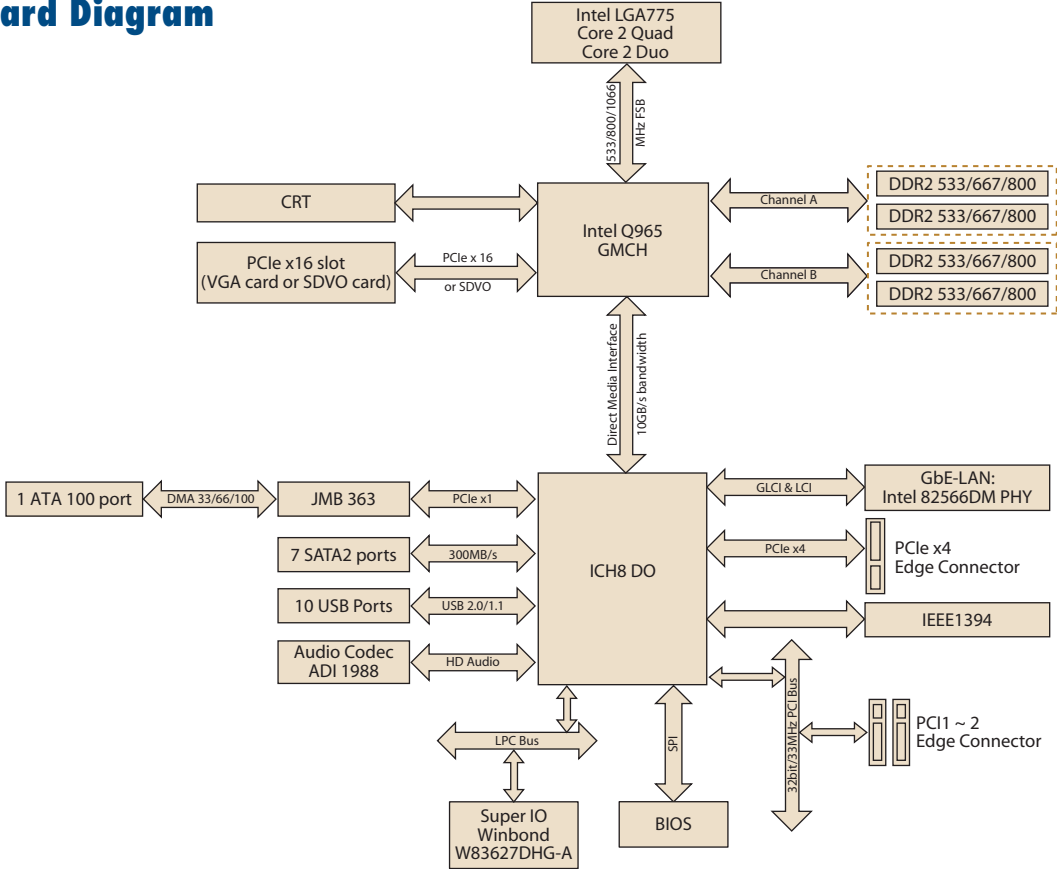 ard Diagram
Intel LGA775
Core 2 Quad
Core 2 Duo
533/800/1066
MHz FSB
CRT
Intel Q965
GMCH
Channel A
DDR2 533/667/800
DDR2 533/667/800
PCIe x16 slot
(VGA card or SDVO card)
PCIe x 16
or SDVO
Channel B
DDR2 533/667/800
DDR2 533/667/800
Direct Media Interface
10GB/s bandwidth
1 ATA 100 port
DMA 33/66/100
JMB 363
PCIe x1
ICH8 DO
GLCI & LCI
GbE-LAN:
Intel 82566DM PHY
7 SATA2 ports
300MB/s
PCIe x4
PCIe x4
Edge Connector
10 USB Ports
USB 2.0/1.1
IEEE1394
Audio Codec
ADI 1988
HD Audio
32bit/33MHz PCI Bus
PCI1 ~ 2
Edge Connector
LPC Bus
SPI
Super IO
Winbond
W83627DHG-A
BIOS